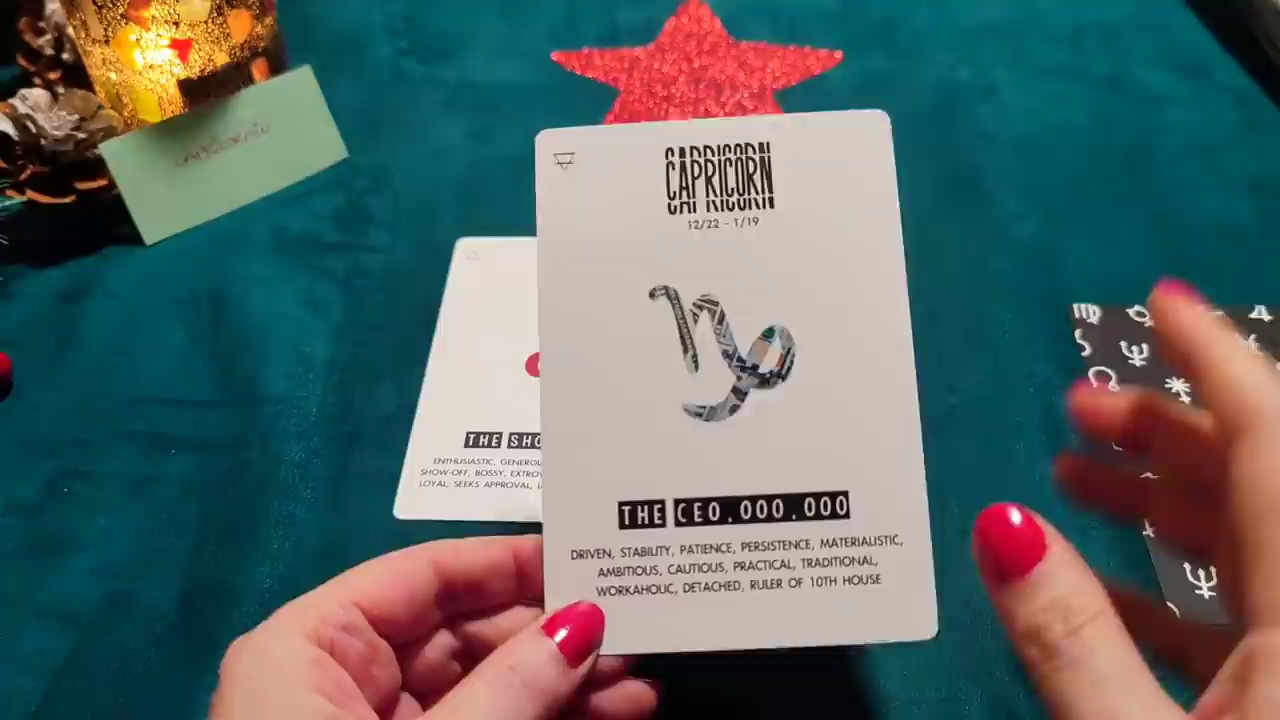 CAPRICORN
12/22 - 1/19
THE CEO,000,000
DRIVEN, STABILITY, PATIENCE, PERSISTENCE, MATERIALISTIC,
AMBITIOUS, CAUTIOUS, PRACTICAL, TRADITIONAL,
WORKAHOLIC, DETACHED, RULER OF 10TH HOUSE
THE SHO
ENTHUSIASTIC, GENEROU
SHOW-OFF, BOSSY, EXTROV
LOYAL, SEEKS APPROVAL,